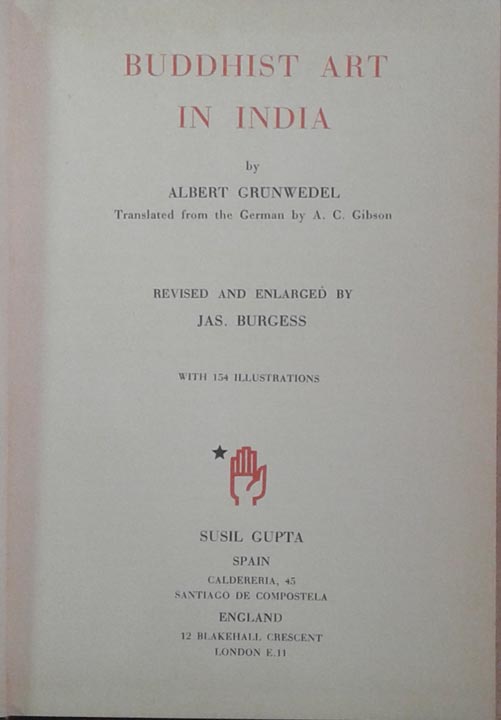 BUDDHIST ART
IN INDIA
by
ALBERT GRUNWEDEL
Translated from the German by A. C. Gibson
REVISED AND ENLARGED BY
JAS. BURGESS
WITH 154 ILLUSTRATIONS
SUSIL GUPTA
SPAIN
CALDERERIA, 45
SANTIAGO DE COMPOSTELA
ENGLAND
12 BLAKEHALL CRESCENT
LONDON E.11